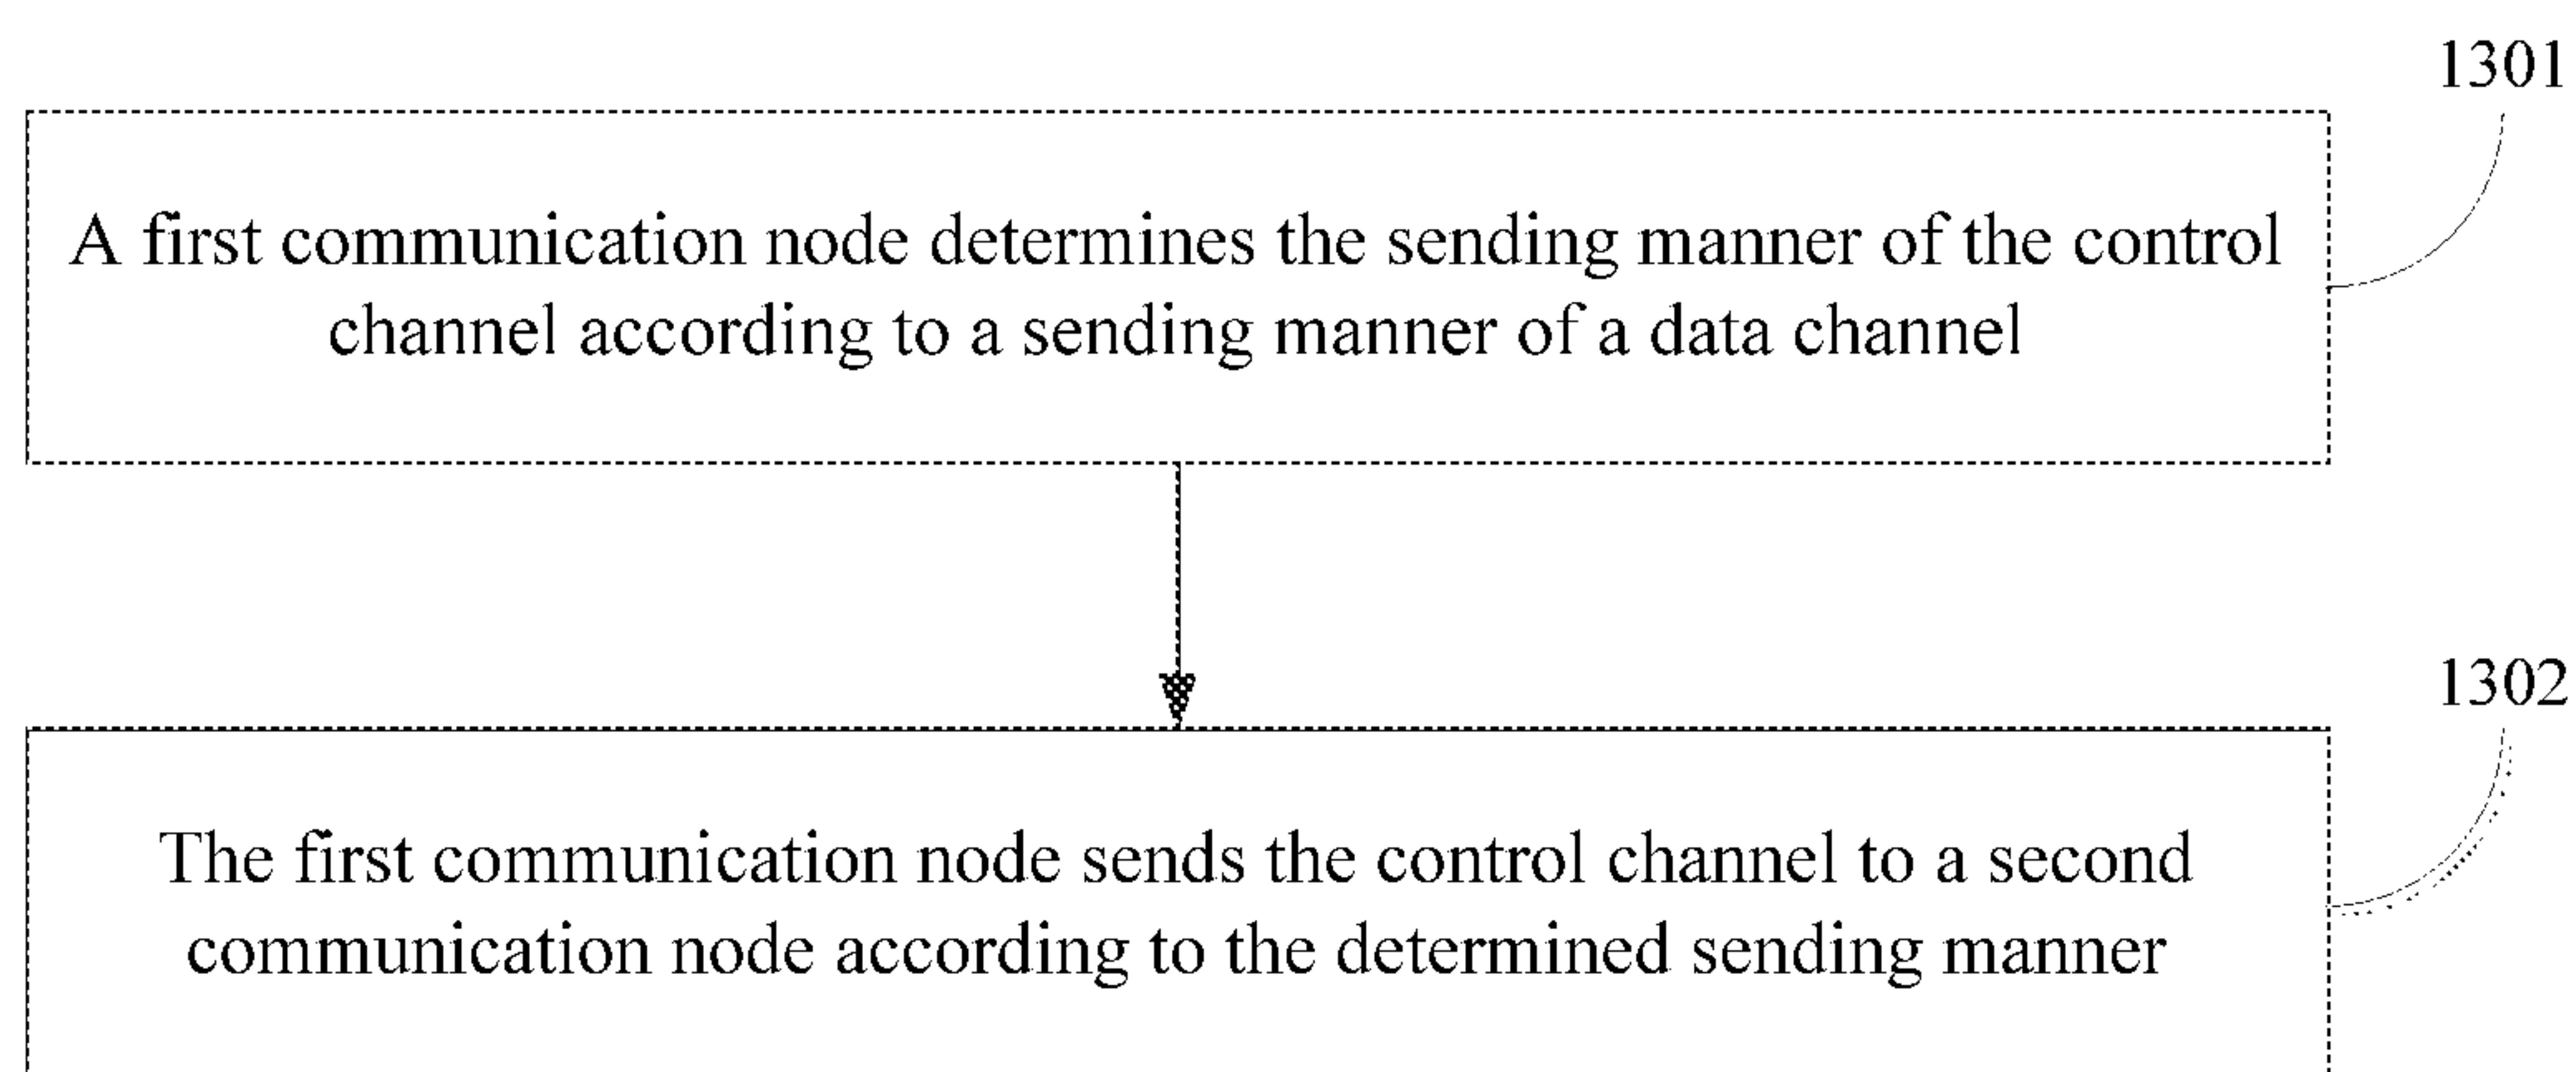 1301
A first communication node determines the sending manner of the control
channel according to a sending manner of a data channel
1302
The first communication node sends the control channel to a second
communication node according to the determined sending manner